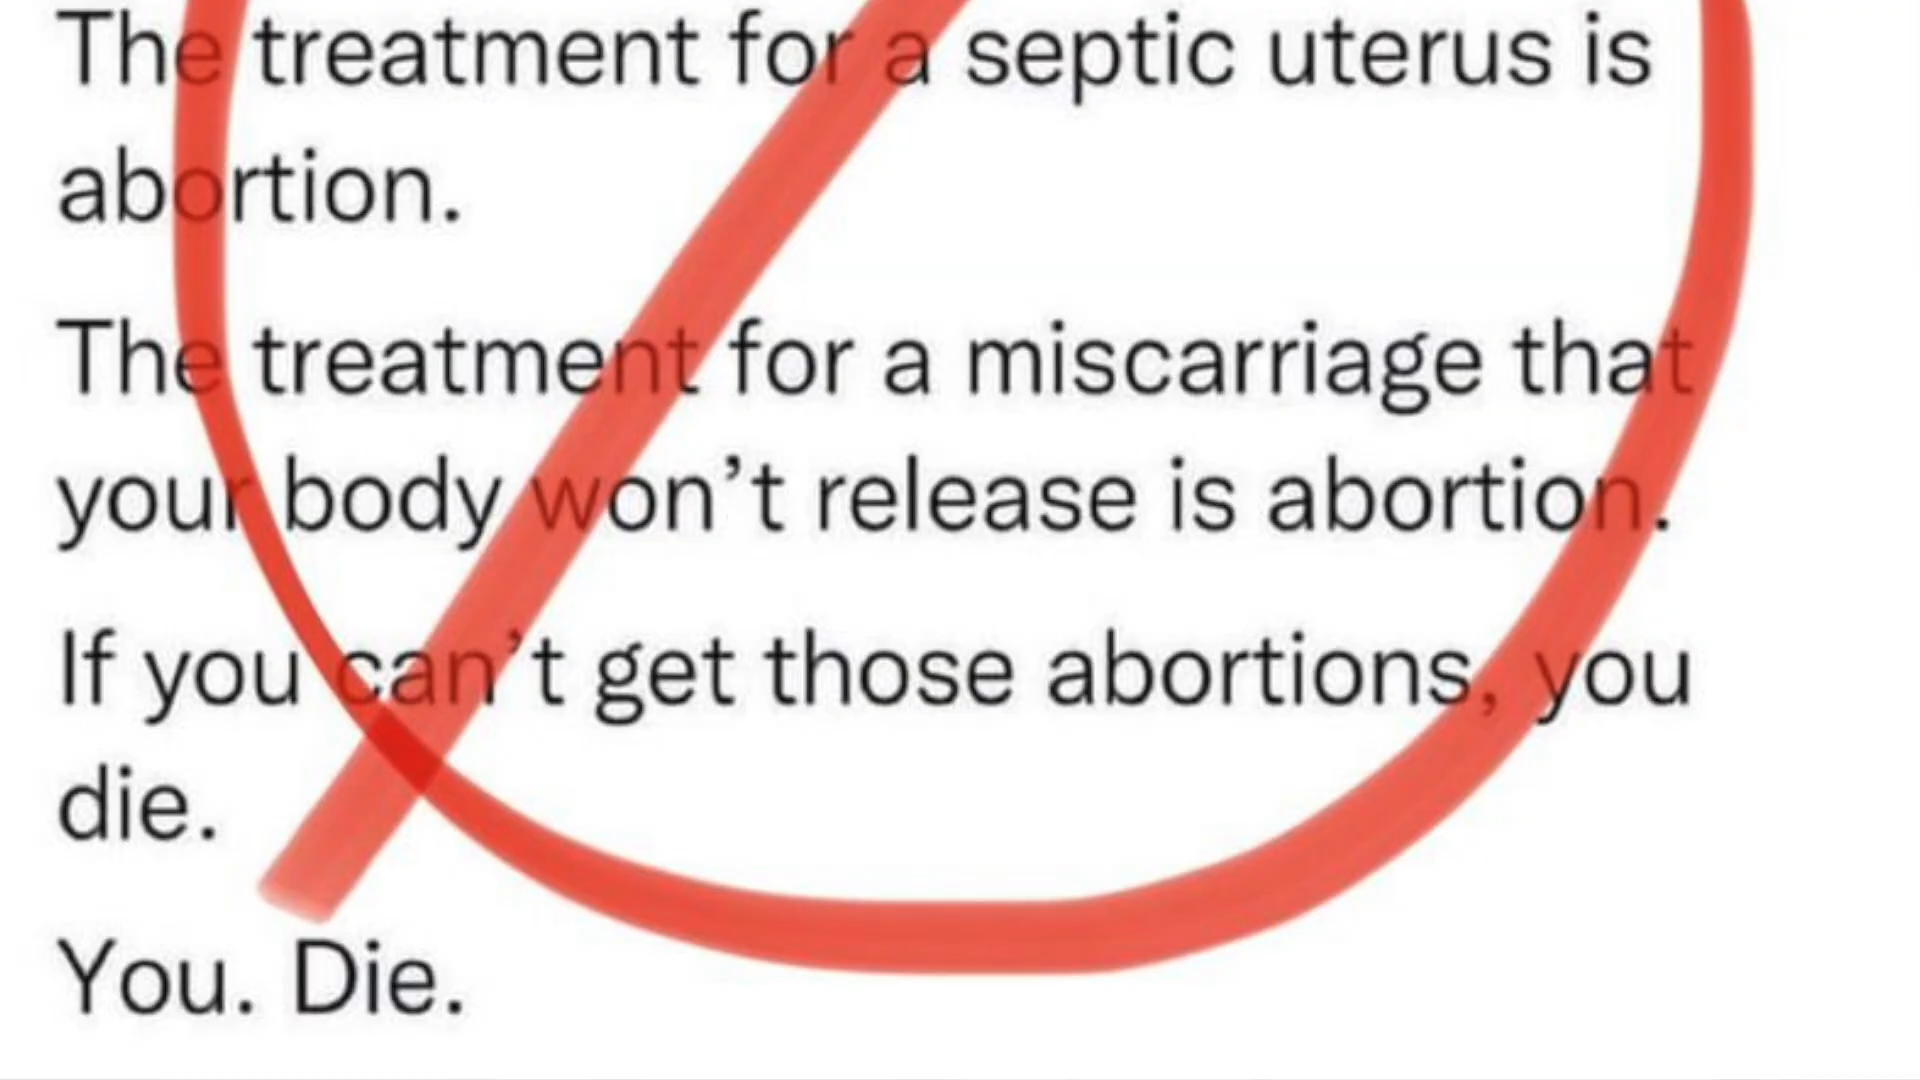 The treatment for a septic uterus is
abortion.
The treatment for a miscarriage that
your body won’t release is abortion.
If you can’t get those abortions, you
die.
You. Die.